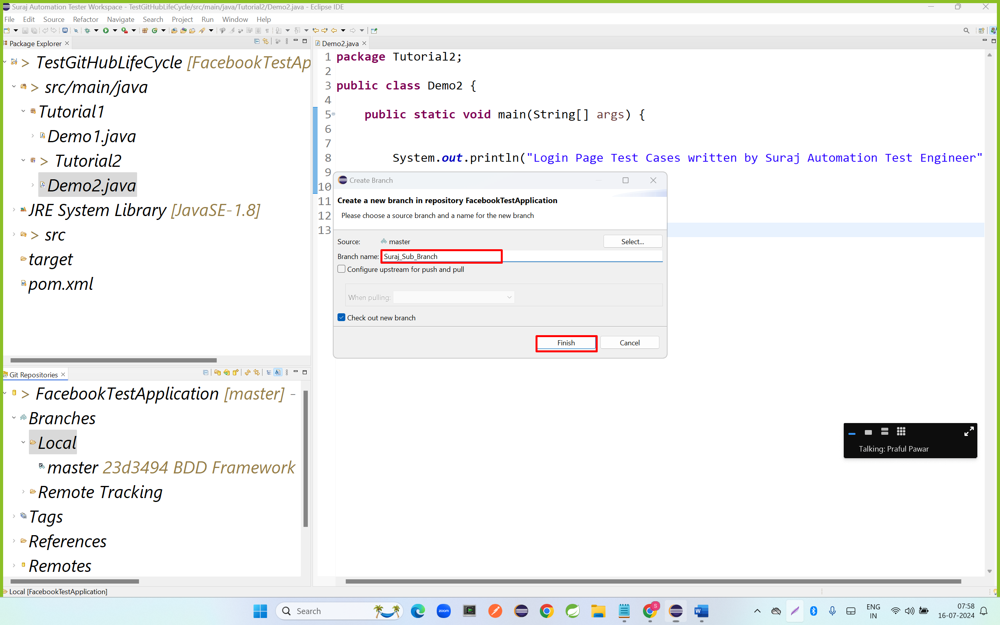 Suraj Automation Tester Workspace - TestGitHubLifeCycle/src/main/java/Tutorial2/Demo2.java - Eclipse IDE
File Edit Source Refactor Navigate Search Project Run Window Help
Package Explorer
> TestGitHubLifeCycle [FacebookTestAp
> src/main/java
Tutorial1
Demo1.java
> Tutorial2
Demo2.java
JRE System Library [JavaSE-1.8]
> src
target
pom.xml
Demo2.java
1 package Tutorial2;
2
3 public class Demo2 {
4
5 public static void main(String[] args) {
6
7
8 System.out.println("Login Page Test Cases written by Suraj Automation Test Engineer"
9
10
11
12
13
Create Branch
Create a new branch in repository FacebookTestApplication
Please choose a source branch and a name for the new branch
Source: master Select...
Branch name: Suraj_Sub_Branch
Configure upstream for push and pull
When pulling:
Check out new branch
Finish Cancel
Git Repositories
> FacebookTestApplication [master] -
Branches
Local
master 23d3494 BDD Framework
Remote Tracking
Tags
References
Remotes
Talking: Praful Pawar
Local [FacebookTestApplication]
Search
zoom
S
W
ENG
IN
07:58
16-07-2024